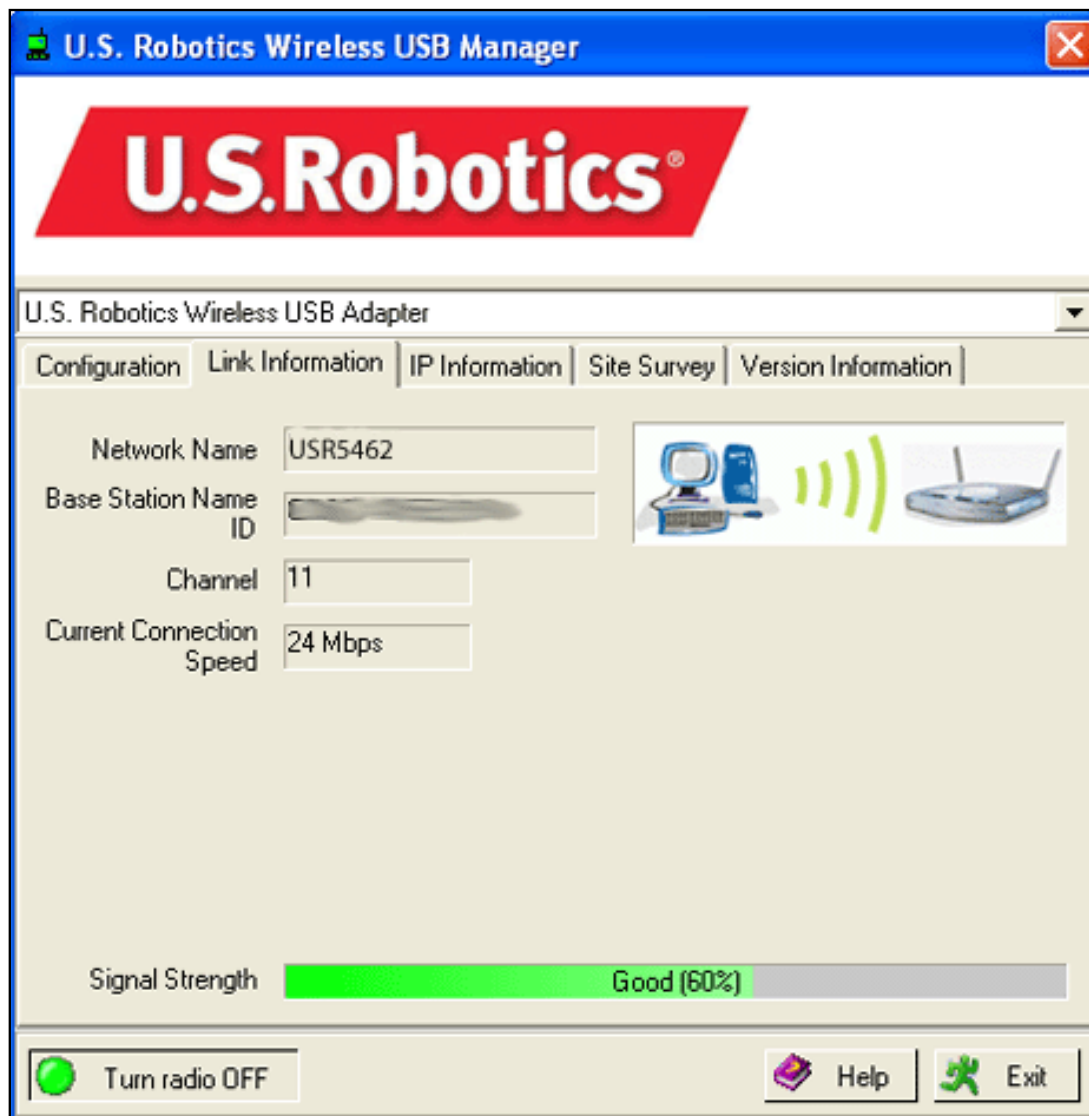 U.S. Robotics Wireless USB Manager
U.S.Robotics®
U.S. Robotics Wireless USB Adapter
Configuration Link Information IP Information Site Survey Version Information
Network Name USR5462
Base Station Name
ID
Channel 11
Current Connection
Speed 24 Mbps
Signal Strength Good (60%)
Turn radio OFF Help Exit